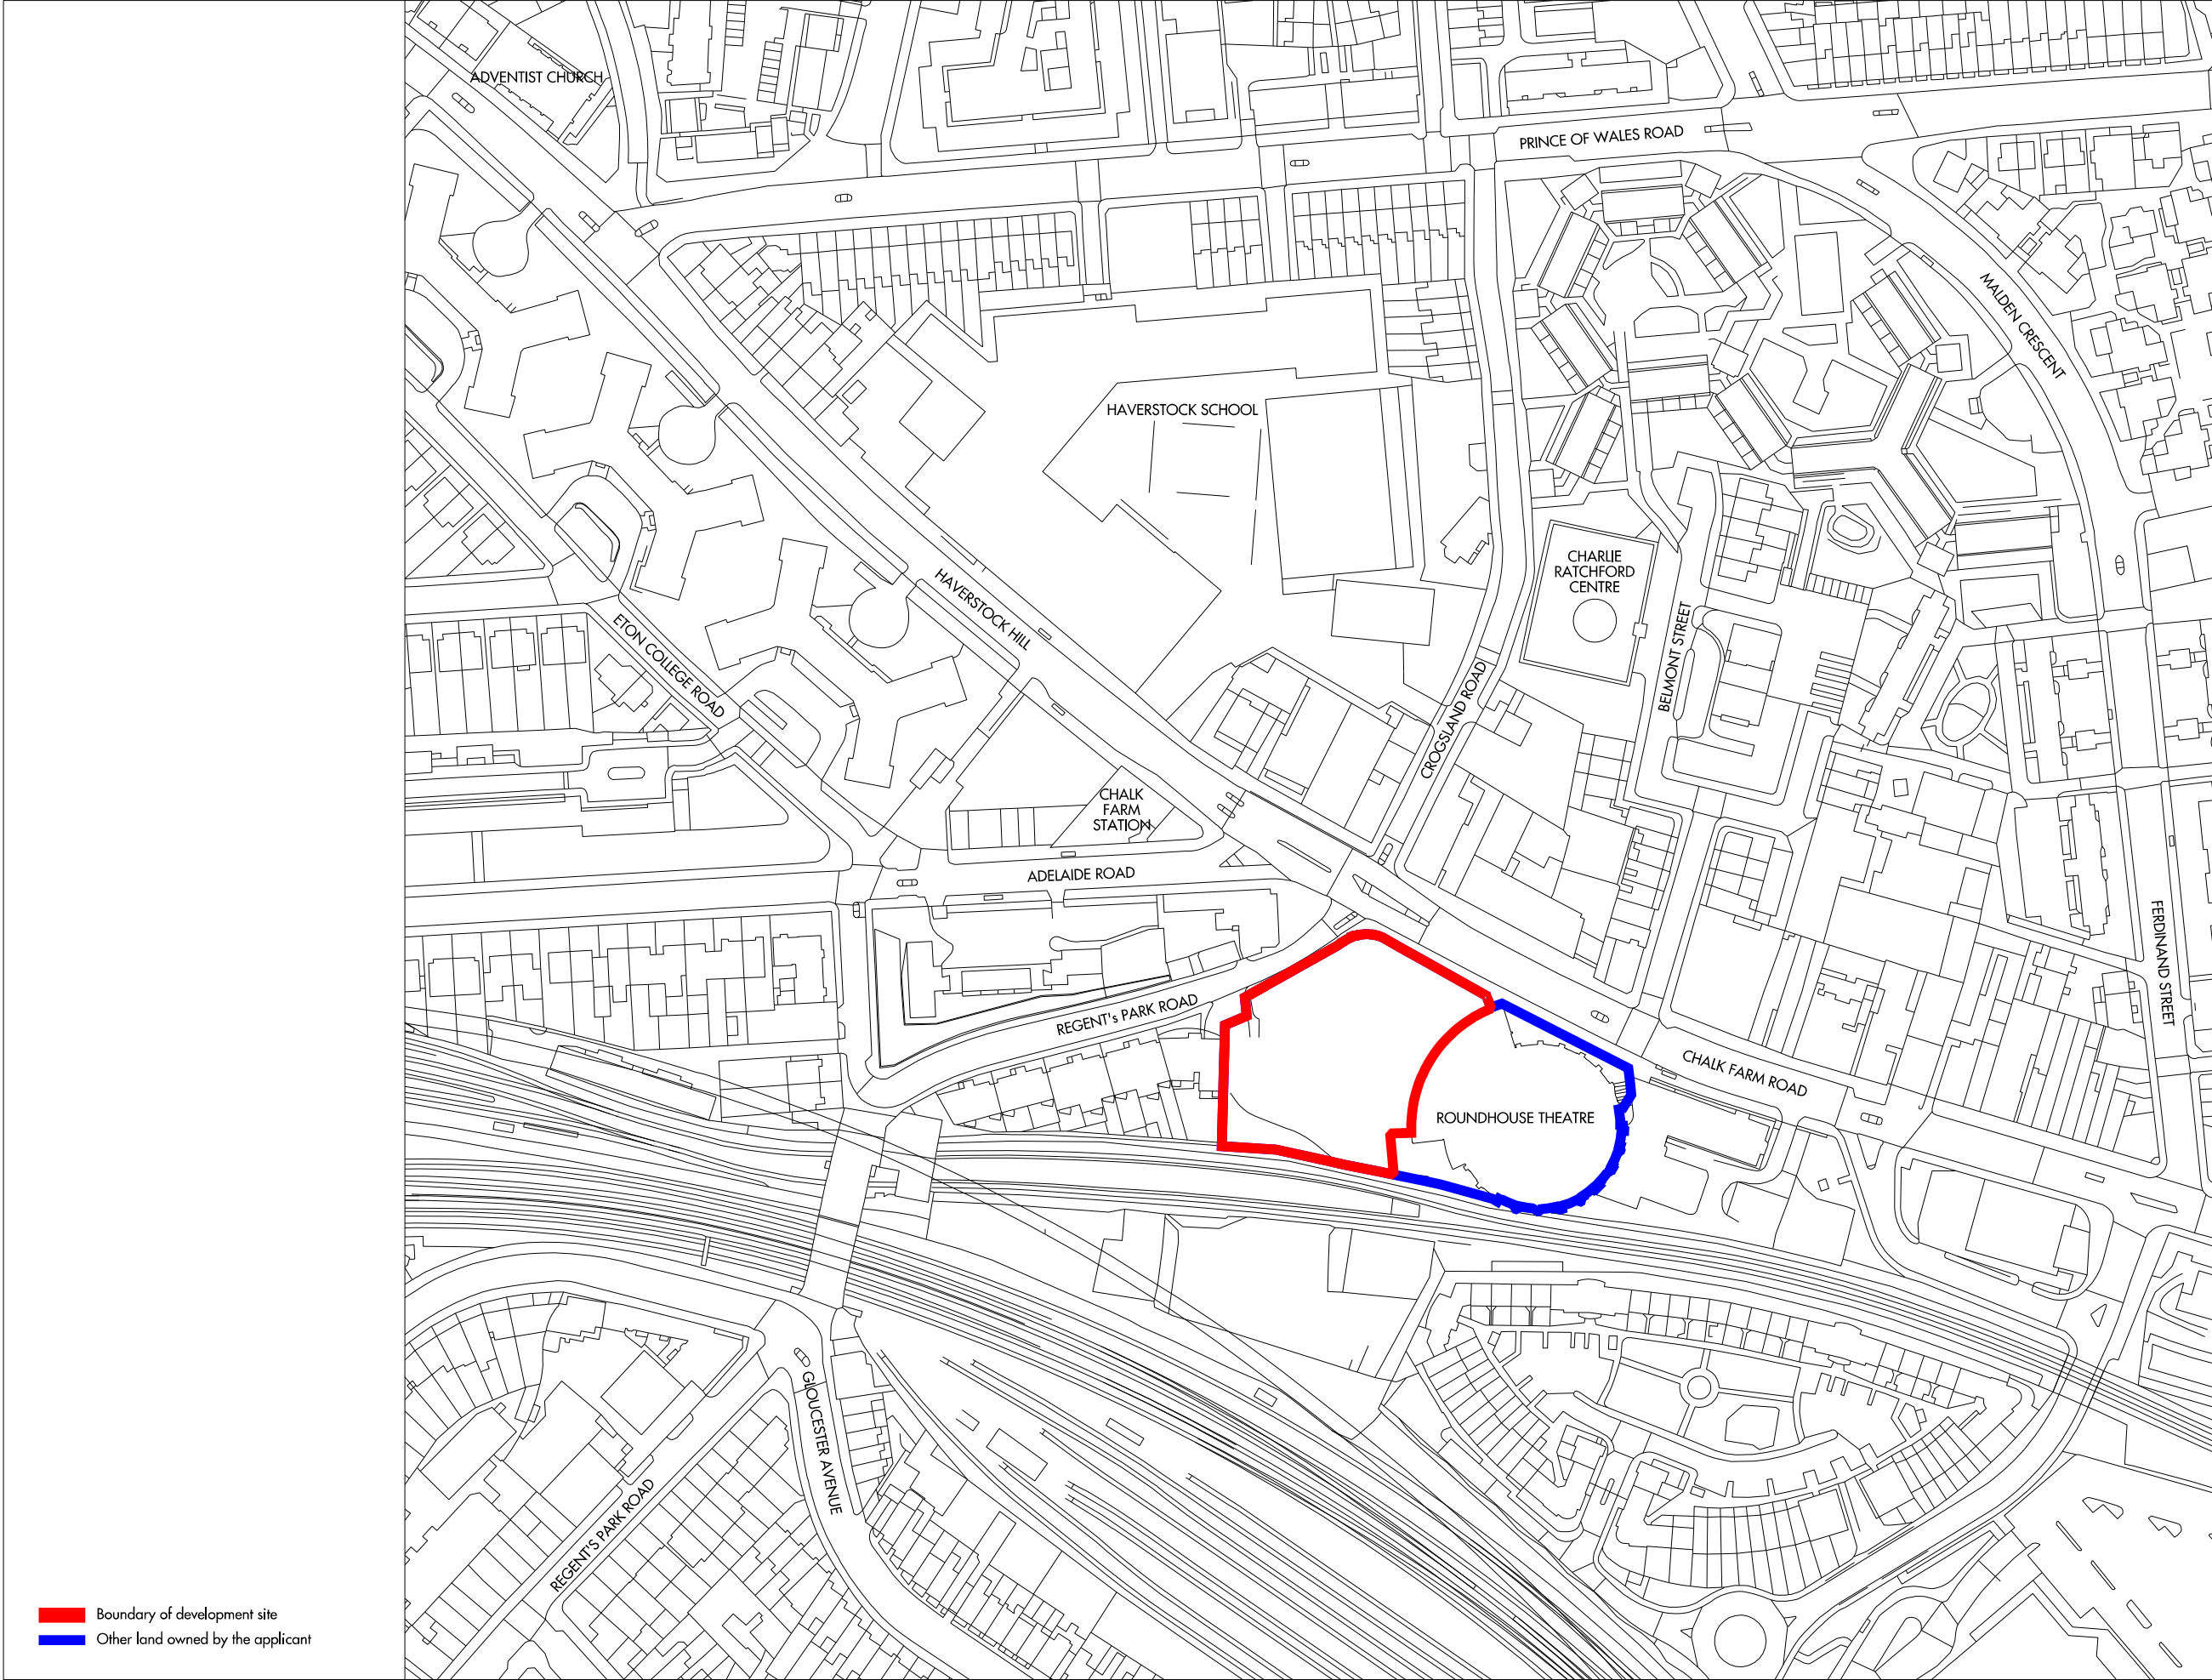 ADVENTIST CHURCH
PRINCE OF WALES ROAD
MALDEN CRESCENT
HAVERSTOCK SCHOOL
CHARLIE
RATCHFORD
CENTRE
HAVERSTOCK HILL
ETON COLLEGE ROAD
BELMONT STREET
CROGSLAND ROAD
CHALK
FARM
STATION
ADELAIDE ROAD
FERDINAND STREET
REGENT's PARK ROAD
CHALK FARM ROAD
ROUNDHOUSE THEATRE
GLOUCESTER AVENUE
REGENT'S PARK ROAD
Boundary of development site
Other land owned by the applicant